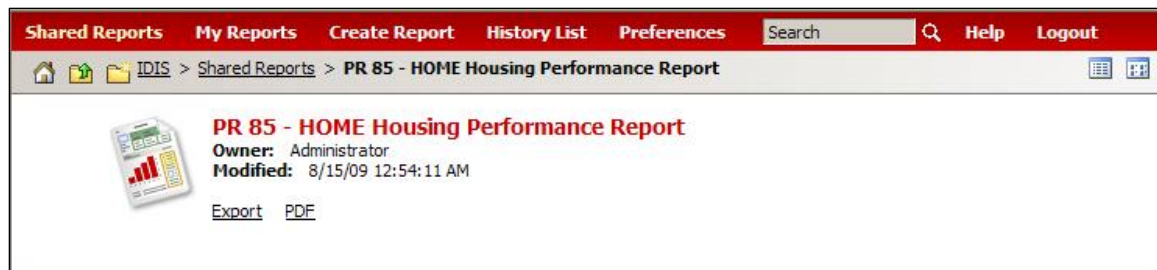 Shared Reports My Reports Create Report History List Preferences Search Help Logout
IDIS > Shared Reports > PR 85 - HOME Housing Performance Report
PR 85 - HOME Housing Performance Report
Owner: Administrator
Modified: 8/15/09 12:54:11 AM
Export PDF